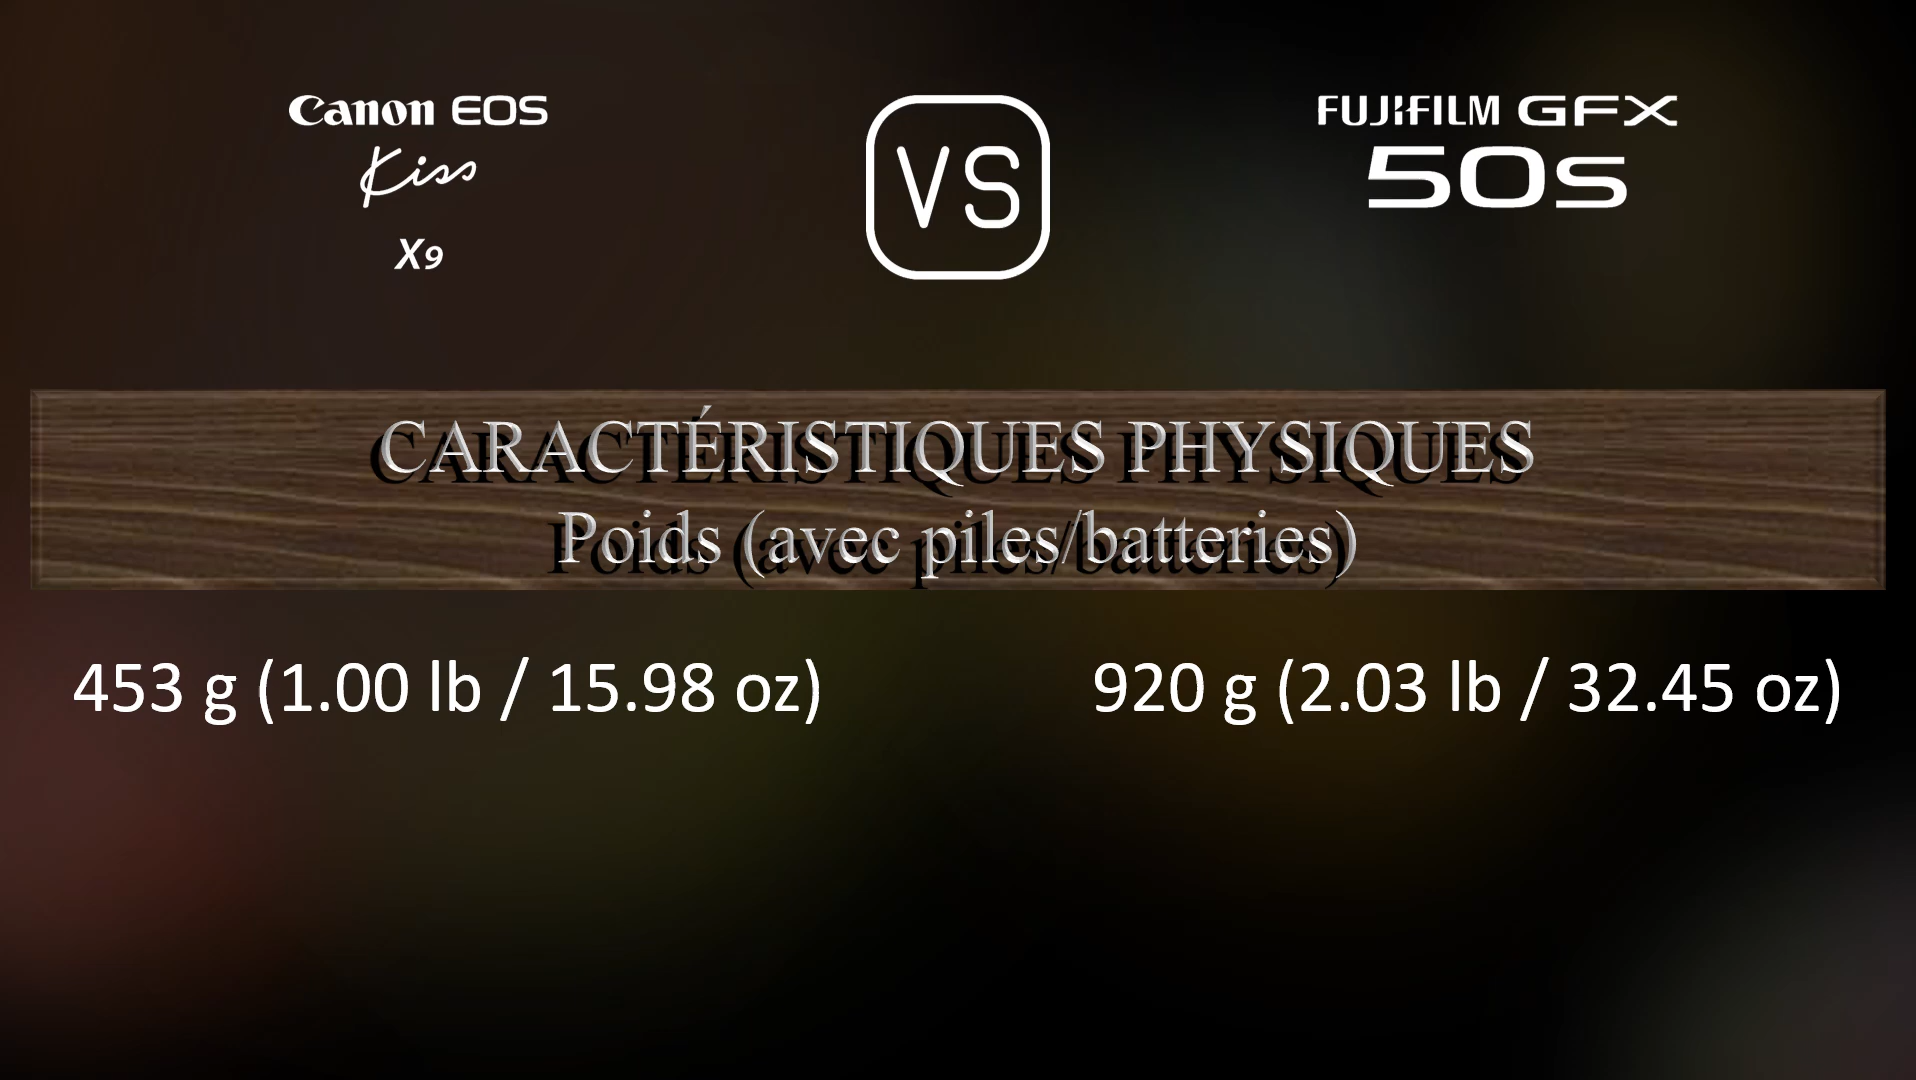 Canon EOS
Kiss
X9
VS
FUJIFILM GFX
50s
CARACTÉRISTIQUES PHYSIQUES
Poids (avec piles/batteries)
453 g (1.00 lb / 15.98 oz)
920 g (2.03 lb / 32.45 oz)